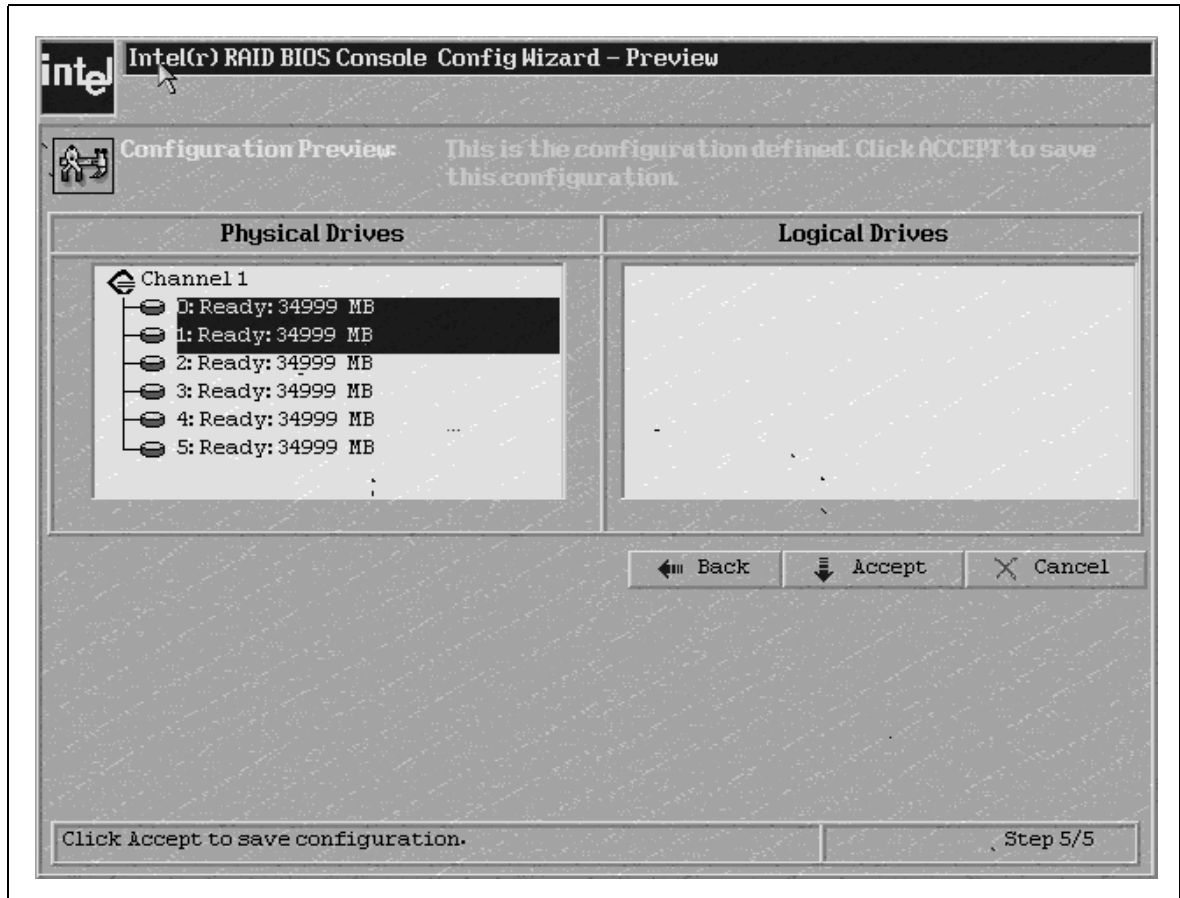 intel
Intel(r) RAID BIOS Console Config Wizard – Preview
Configuration Preview: This is the configuration defined. Click ACCEPT to save
this configuration.
Physical Drives
Logical Drives
Channel 1
0: Ready: 34999 MB
1: Ready: 34999 MB
2: Ready: 34999 MB
3: Ready: 34999 MB
4: Ready: 34999 MB
5: Ready: 34999 MB
Back
Accept
Cancel
Click Accept to save configuration.
Step 5/5